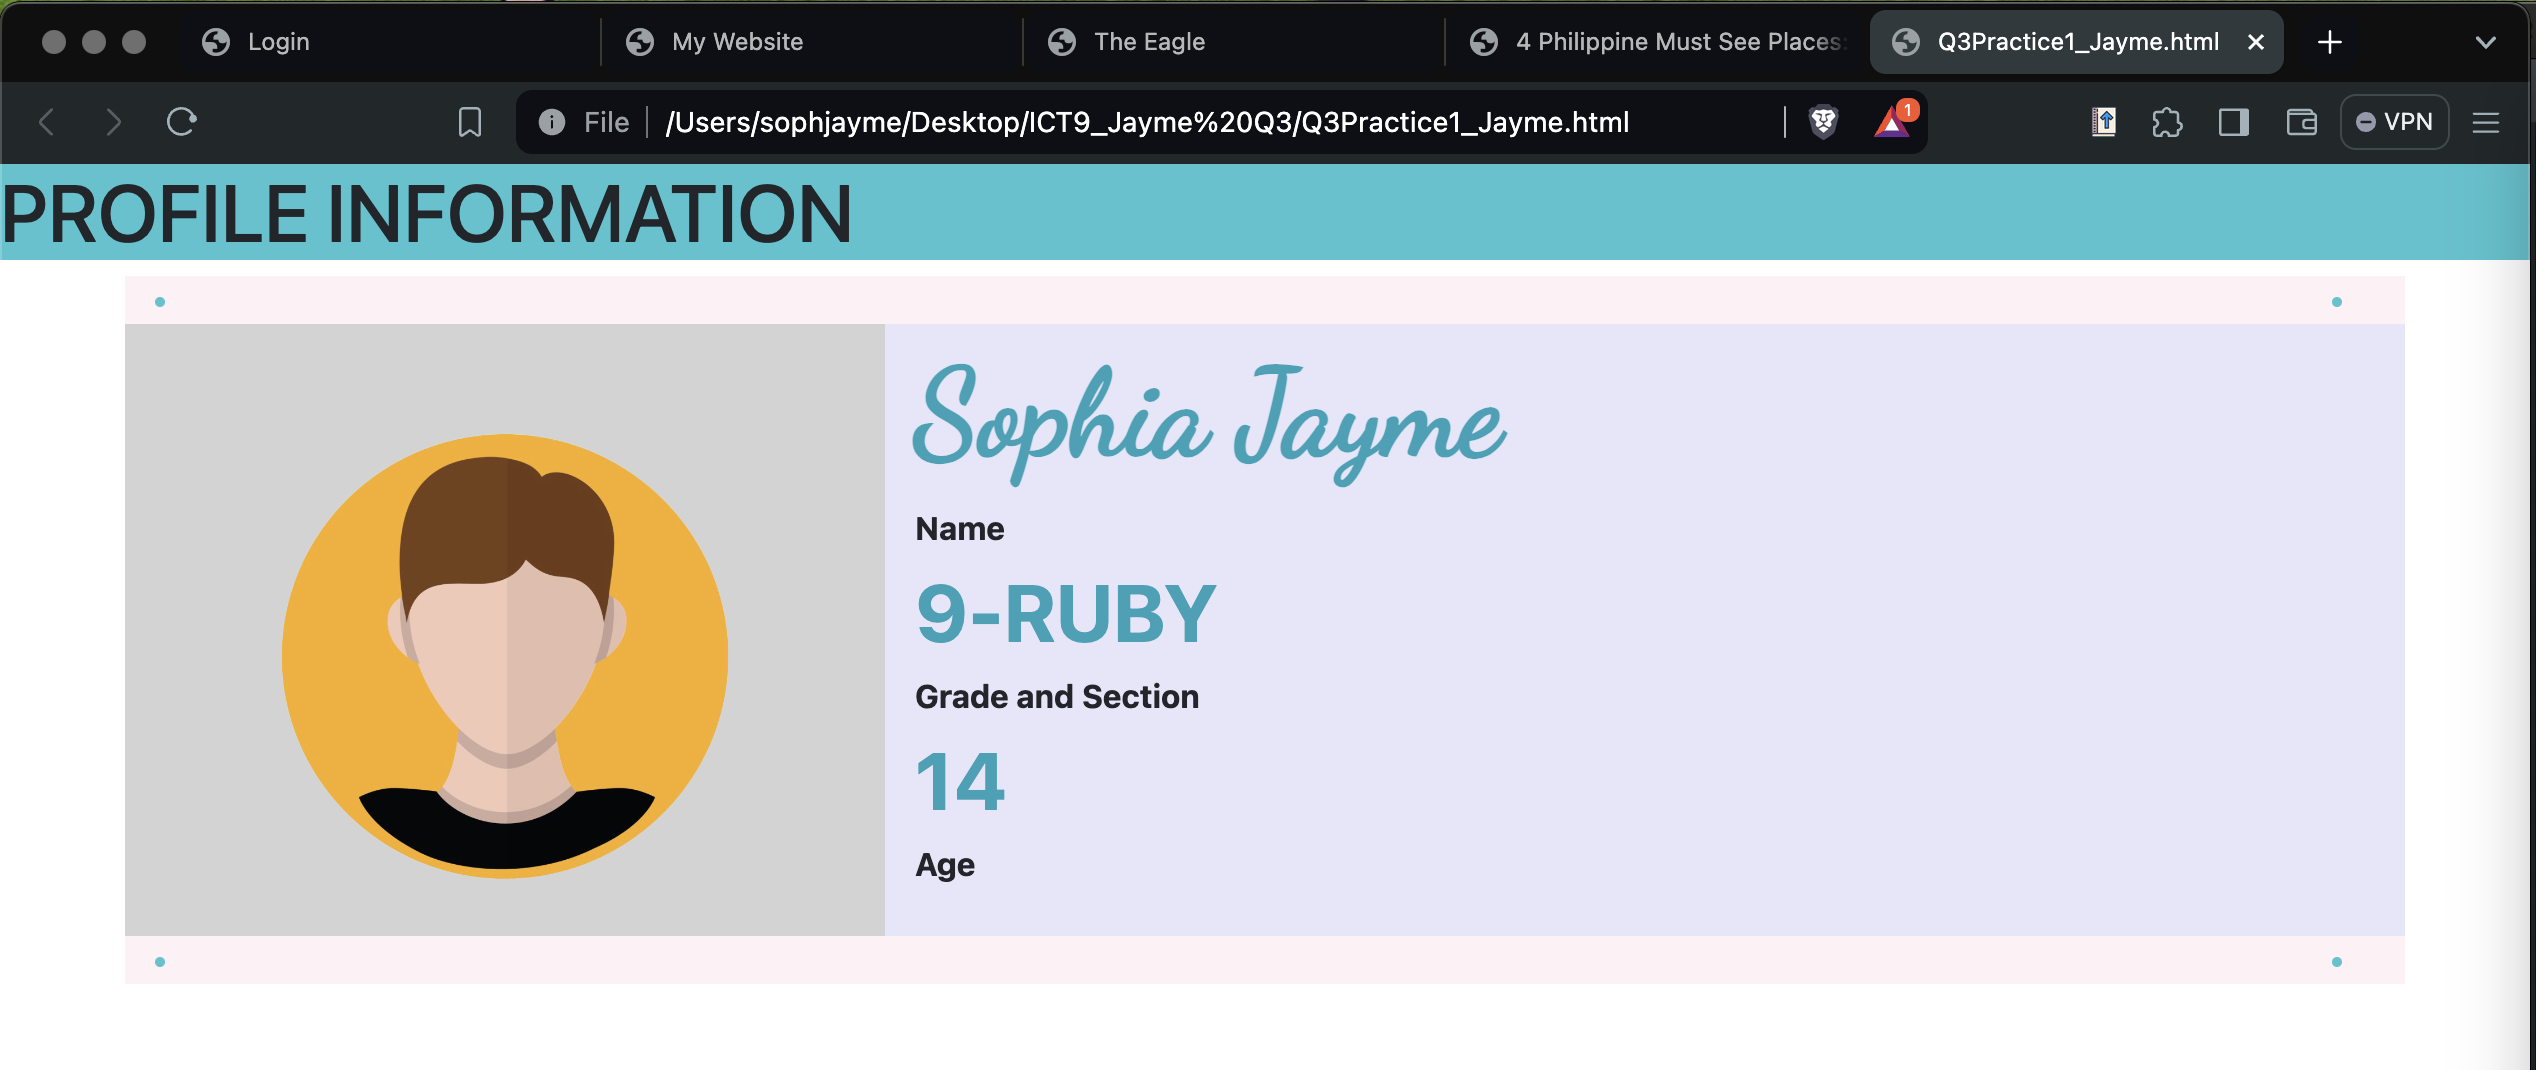 Login
My Website
The Eagle
4 Philippine Must See Places:
Q3Practice1_Jayme.html
File
/Users/sophjayme/Desktop/ICT9_Jayme%20Q3/Q3Practice1_Jayme.html
1
VPN
PROFILE INFORMATION
Sophia Jayme
Name
9-RUBY
Grade and Section
14
Age